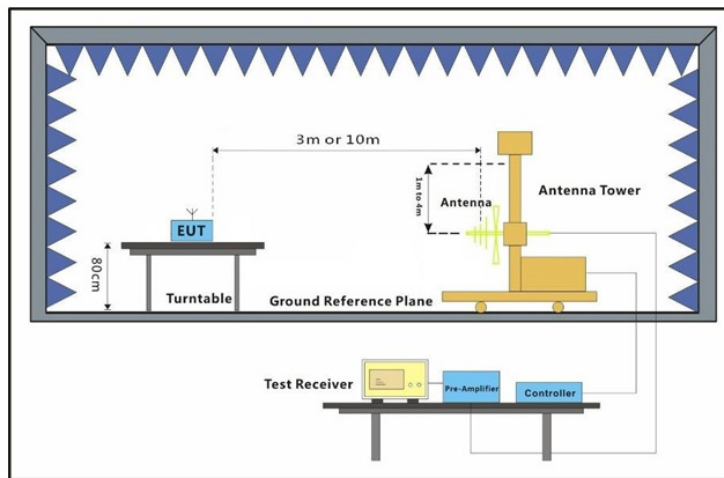 3m or 10m
1m to 4m
Antenna
Antenna Tower
EUT
80cm
Turntable
Ground Reference Plane
Test Receiver
Pre-Amplifier
Controller